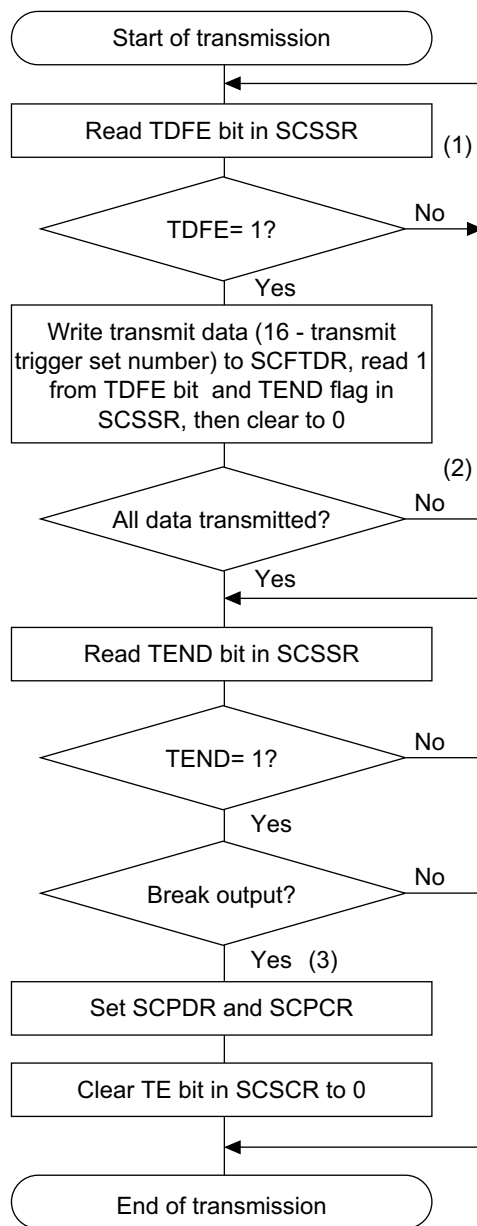 Start of transmission
Read TDFE bit in SCSSR
(1)
TDFE= 1?
No
Yes
Write transmit data (16 - transmit
trigger set number) to SCFTDR, read 1
from TDFE bit and TEND flag in
SCSSR, then clear to 0
(2)
All data transmitted?
No
Yes
Read TEND bit in SCSSR
TEND= 1?
No
Yes
Break output?
No
Yes (3)
Set SCPDR and SCPCR
Clear TE bit in SCSCR to 0
End of transmission